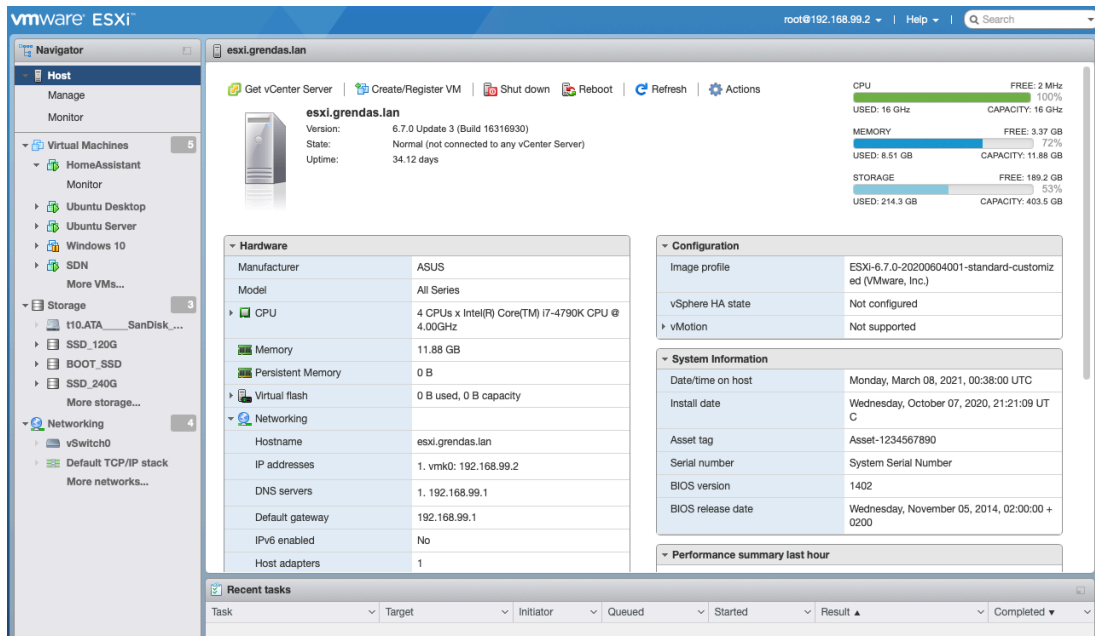 vmware ESXi™
root@192.168.99.2 | Help | Search
Navigator
Host
Manage
Monitor
Virtual Machines 5
HomeAssistant
Monitor
Ubuntu Desktop
Ubuntu Server
Windows 10
SDN
More VMs...
Storage 3
t10.ATA_____SanDisk_...
SSD_120G
BOOT_SSD
SSD_240G
More storage...
Networking 4
vSwitch0
Default TCP/IP stack
More networks...
esxi.grendas.lan
Get vCenter Server | Create/Register VM | Shut down Reboot | Refresh | Actions
esxi.grendas.lan
Version: 6.7.0 Update 3 (Build 16316930)
State: Normal (not connected to any vCenter Server)
Uptime: 34.12 days
CPU FREE: 2 MHz
100%
USED: 16 GHz CAPACITY: 16 GHz
MEMORY FREE: 3.37 GB
72%
USED: 8.51 GB CAPACITY: 11.88 GB
STORAGE FREE: 189.2 GB
53%
USED: 214.3 GB CAPACITY: 403.5 GB
Hardware
Manufacturer ASUS
Model All Series
CPU 4 CPUs x Intel(R) Core(TM) i7-4790K CPU @
4.00GHz
Memory 11.88 GB
Persistent Memory 0 B
Virtual flash 0 B used, 0 B capacity
Networking
Hostname esxi.grendas.lan
IP addresses 1. vmk0: 192.168.99.2
DNS servers 1. 192.168.99.1
Default gateway 192.168.99.1
IPv6 enabled No
Host adapters 1
Configuration
Image profile ESXi-6.7.0-20200604001-standard-customiz
ed (VMware, Inc.)
vSphere HA state Not configured
vMotion Not supported
System Information
Date/time on host Monday, March 08, 2021, 00:38:00 UTC
Install date Wednesday, October 07, 2020, 21:21:09 UT
C
Asset tag Asset-1234567890
Serial number System Serial Number
BIOS version 1402
BIOS release date Wednesday, November 05, 2014, 02:00:00 +
0200
Performance summary last hour
Recent tasks
Task Target Initiator Queued Started Result Completed